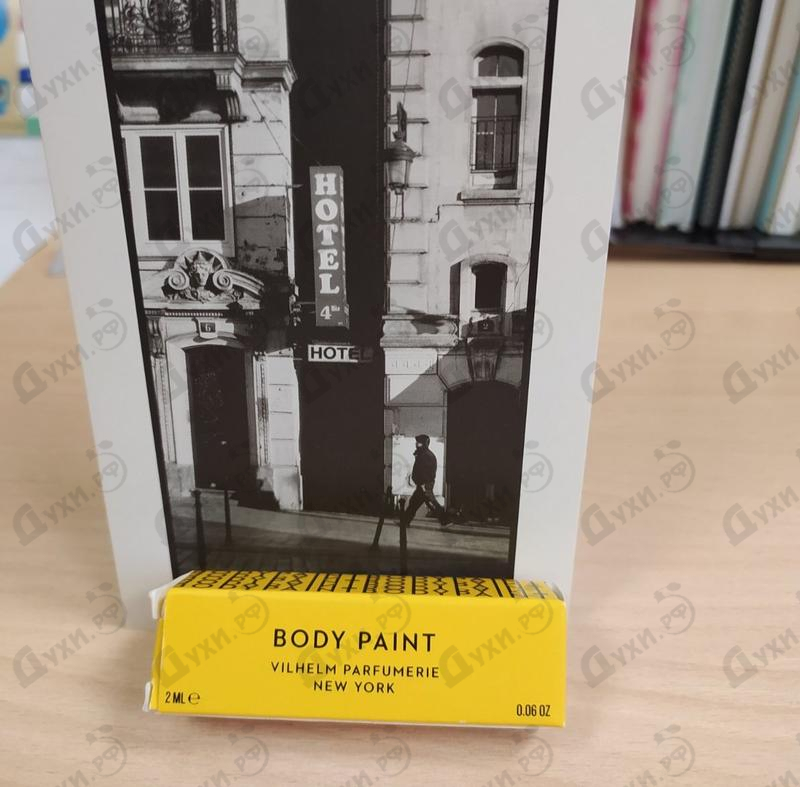 HOTEL
4
HOTEL
BODY PAINT
VILHELM PARFUMERIE
NEW YORK
2 ML ℮
0.06 OZ
Духи.РФ